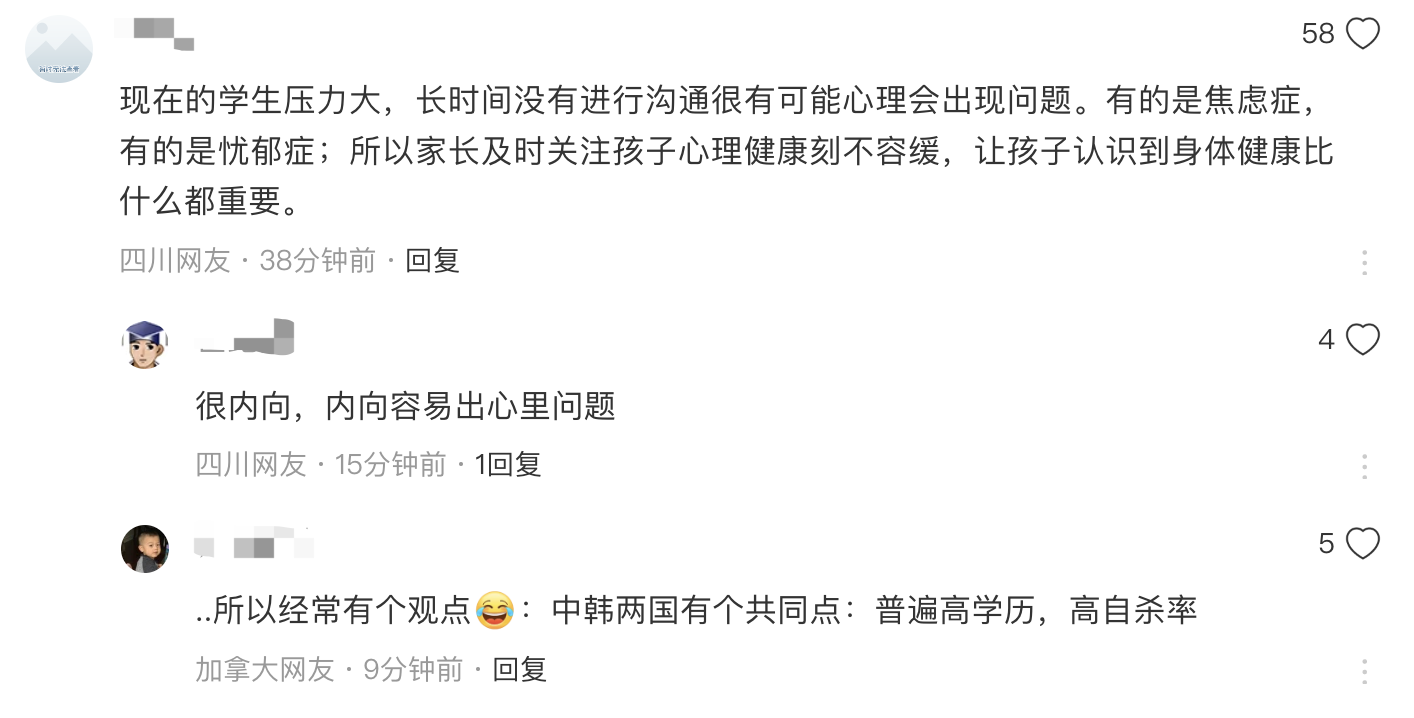 58
现在的学生压力大，长时间没有进行沟通很有可能心理会出现问题。有的是焦虑症，
有的是忧郁症；所以家长及时关注孩子心理健康刻不容缓，让孩子认识到身体健康比
什么都重要。
四川网友 · 38分钟前 · 回复
4
很内向，内向容易出心里问题
四川网友 · 15分钟前 · 1回复
5
..所以经常有个观点😂：中韩两国有个共同点：普遍高学历，高自杀率
加拿大网友 · 9分钟前 · 回复